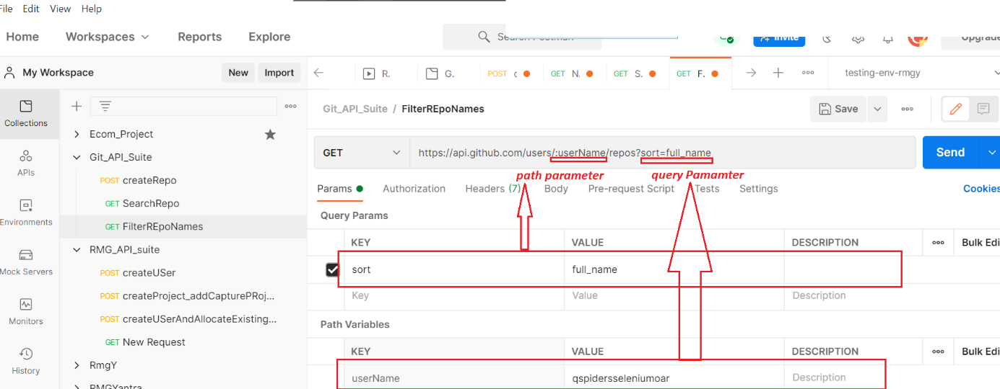 File Edit View Help
Home Workspaces Reports Explore Search Postman Invite Upgrade
My Workspace New Import R. G. POST c GET N. GET S. GET F. testing-env-rmgy
Collections
APIs
Environments
Mock Servers
Monitors
History
Ecom_Project
Git_API_Suite
POST createRepo
GET SearchRepo
GET FilterREpoNames
RMG_API_suite
POST createUSer
POST createProject_addCapturePRoj...
POST createUSerAndAllocateExisting...
GET New Request
RmgY
RMGYantra
Git_API_Suite / FilterREpoNames Save
GET https://api.github.com/users/:userName/repos?sort=full_name Send
path parameter query Pamamter
Params Authorization Headers (7) Body Pre-request Script Tests Settings Cookies
Query Params
KEY VALUE DESCRIPTION Bulk Edi
sort full_name
Key Value Description
Path Variables
KEY VALUE DESCRIPTION Bulk Edi
userName qspidersseleniumoar Description